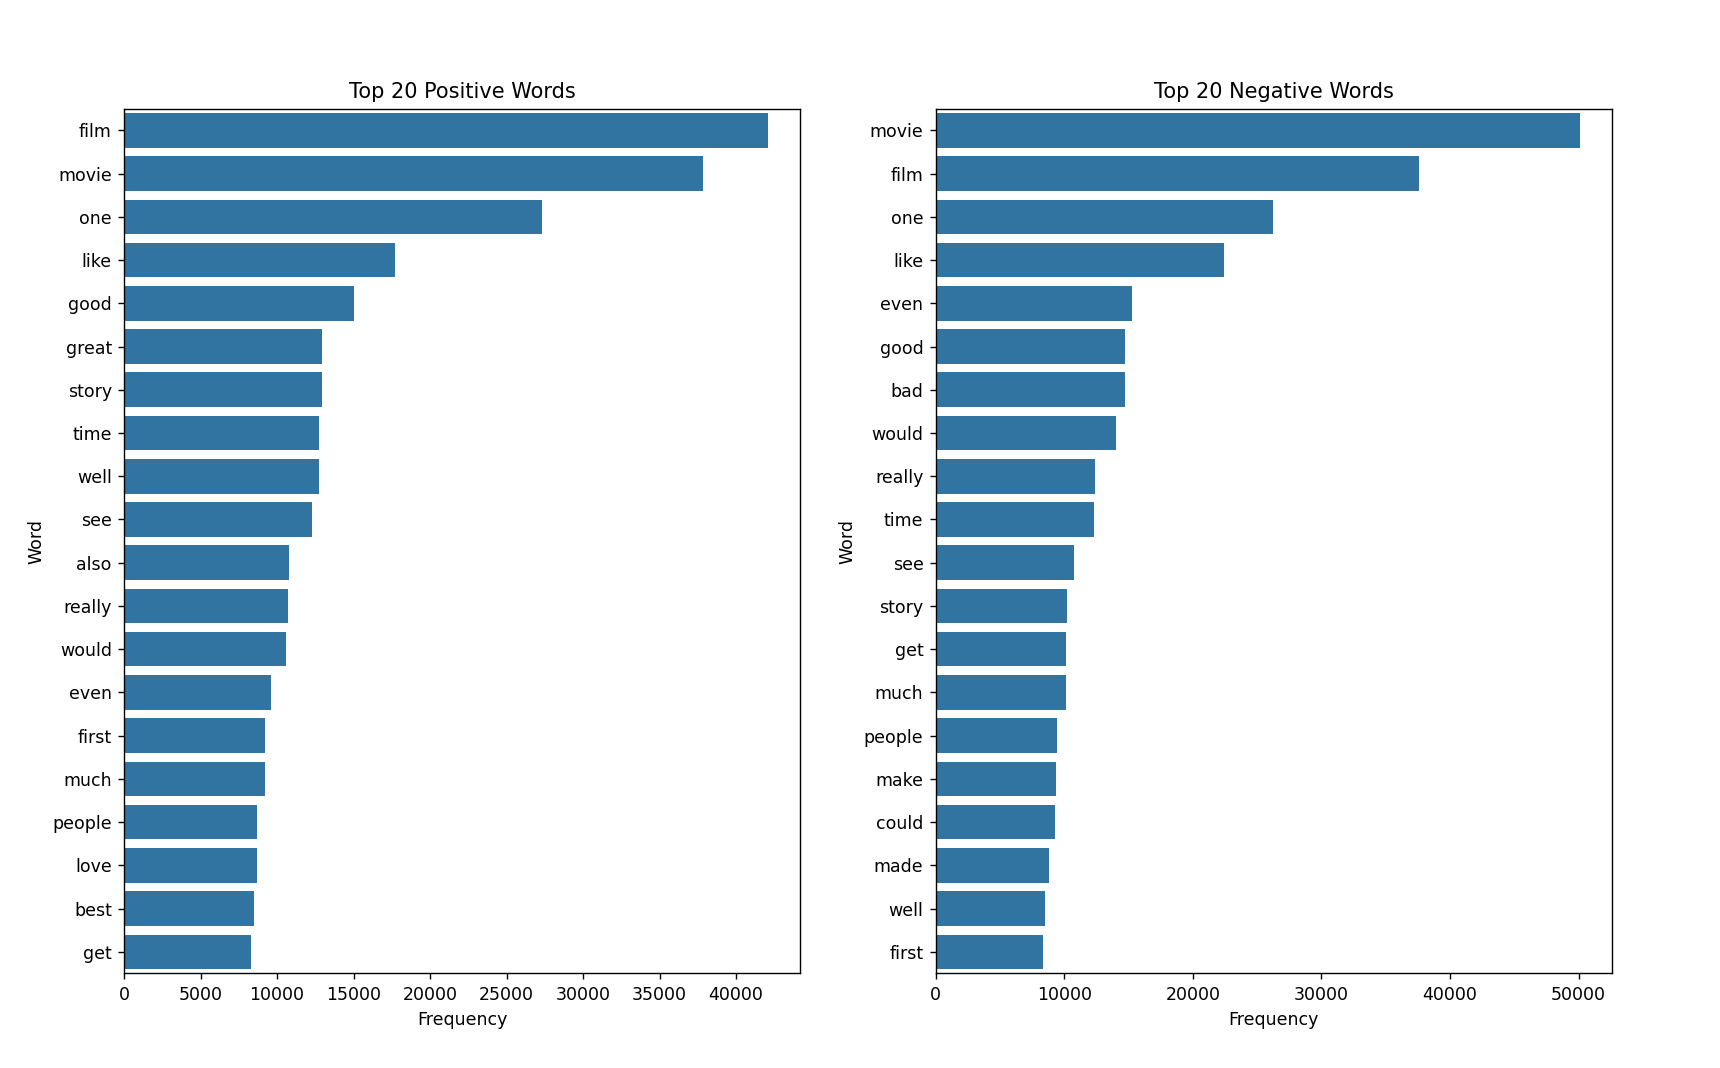 Top 20 Positive Words
Word
film
movie
one
like
good
great
story
time
well
see
also
really
would
even
first
much
people
love
best
get
0 5000 10000 15000 20000 25000 30000 35000 40000
Frequency
Top 20 Negative Words
Word
movie
film
one
like
even
good
bad
would
really
time
see
story
get
much
people
make
could
made
well
first
0 10000 20000 30000 40000 50000
Frequency